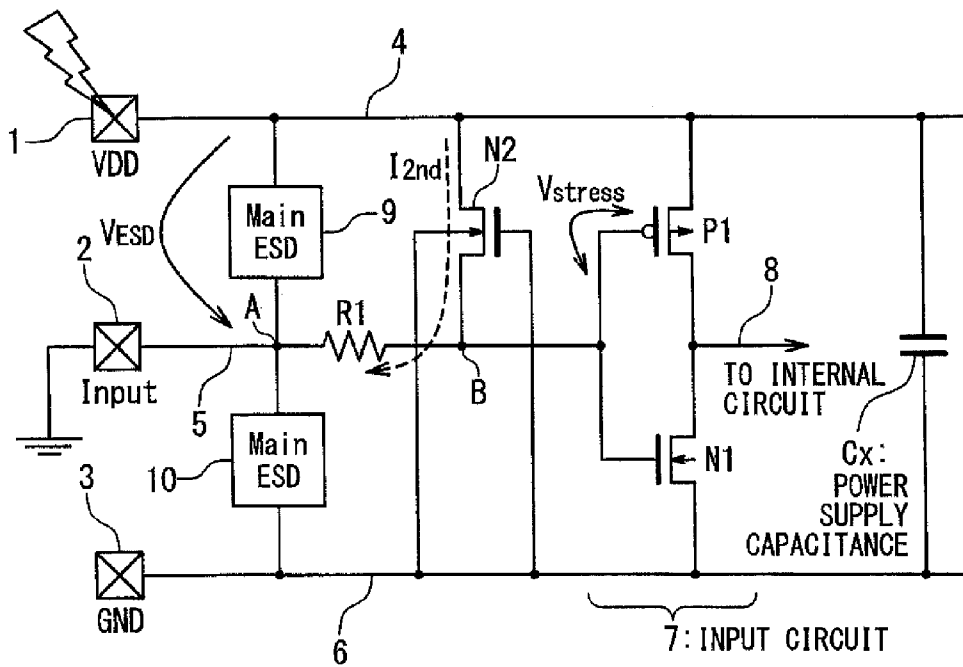 4
1
VDD
I2nd
N2
Vstress
P1
Main
ESD
9
VESD
2
A
R1
8
Input
5
B
TO INTERNAL
CIRCUIT
Main
ESD
10
N1
Cx:
POWER
SUPPLY
CAPACITANCE
3
GND
6
7:INPUT CIRCUIT